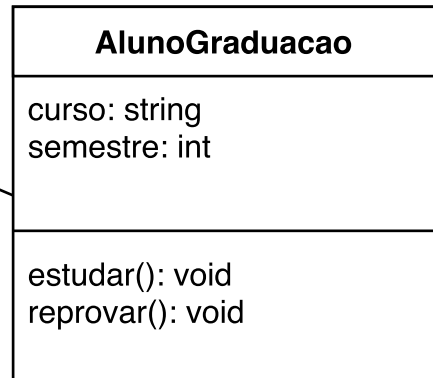 AlunoGraduacao
curso: string
semestre: int
estudar(): void
reprovar(): void